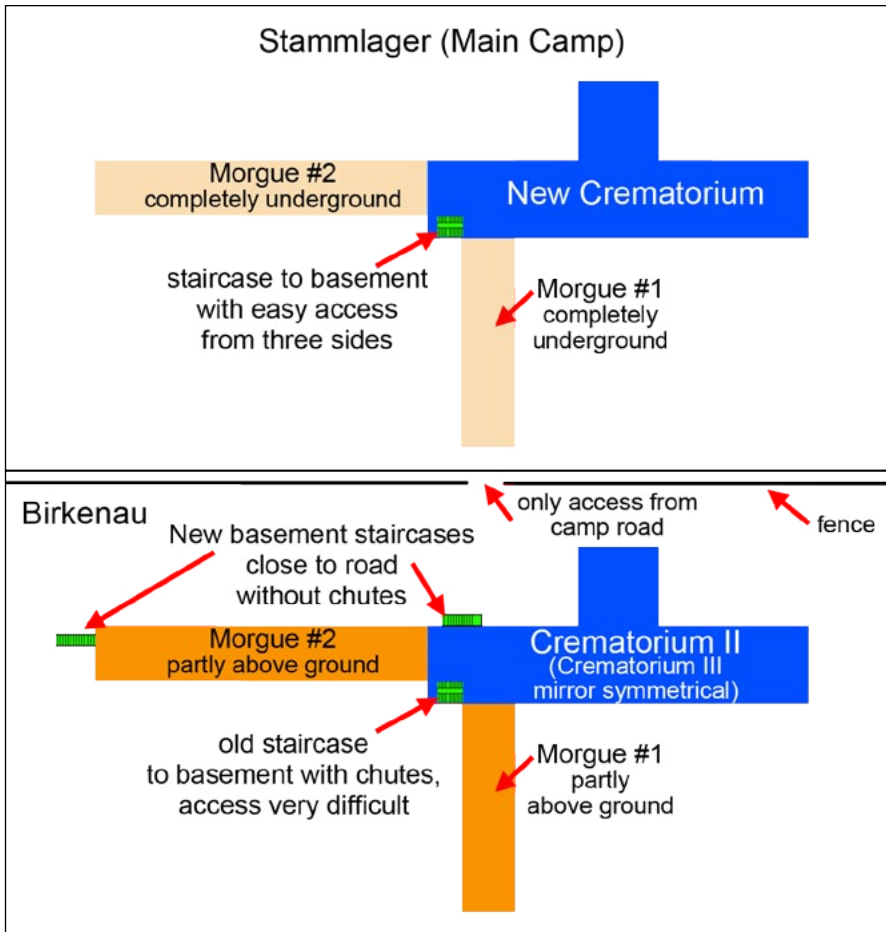 Stammlager (Main Camp)
Morgue #2
completely underground
New Crematorium
staircase to basement
with easy access
from three sides
Morgue #1
completely
underground
Birkenau
only access from
camp road
fence
New basement staircases
close to road
without chutes
Morgue #2
partly above ground
Crematorium II
(Crematorium III
mirror symmetrical)
old staircase
to basement with chutes,
access very difficult
Morgue #1
partly
above ground